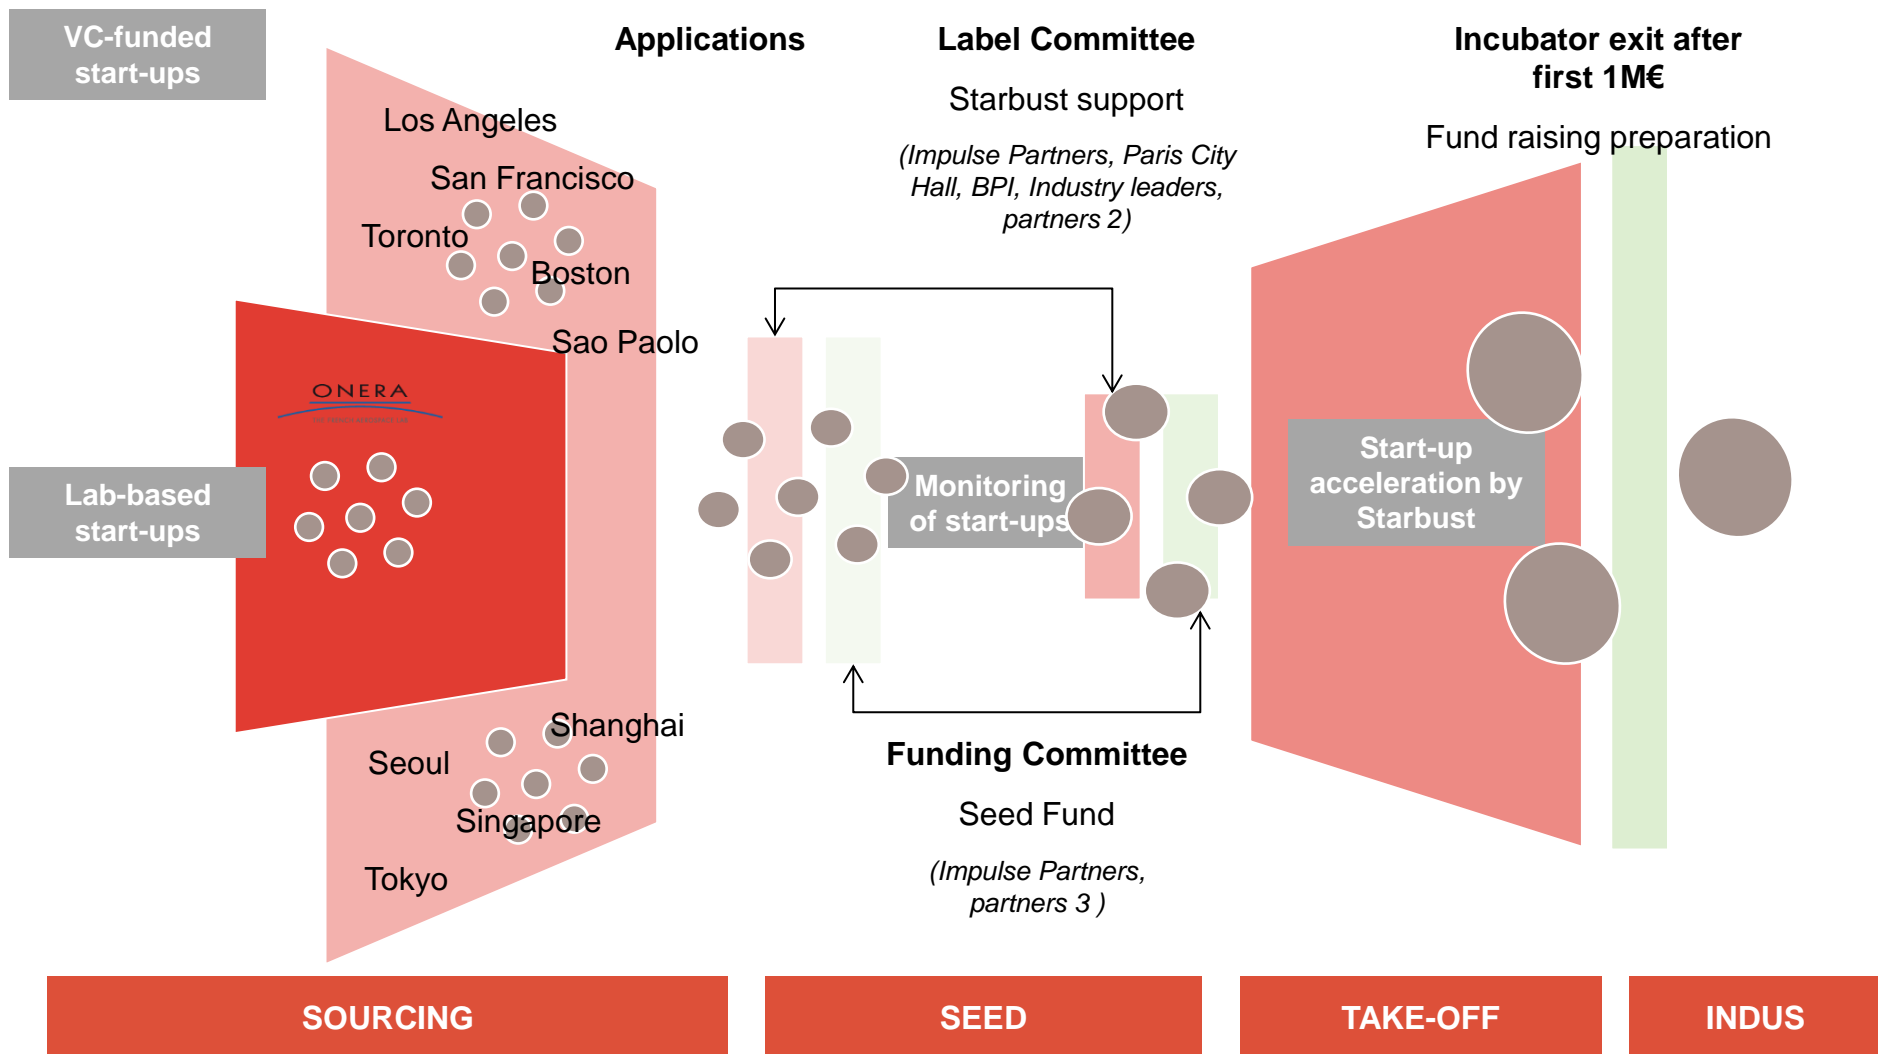 VC-funded
start-ups
Applications
Label Committee
Starbust support
(Impulse Partners, Paris City
Hall, BPI, Industry leaders,
partners 2)
Incubator exit after
first 1M€
Fund raising preparation
Los Angeles
San Francisco
Toronto
Boston
Sao Paolo
ONERA
Lab-based
start-ups
Monitoring
of start-ups
Start-up
acceleration by
Starbust
Shanghai
Seoul
Singapore
Tokyo
Funding Committee
Seed Fund
(Impulse Partners,
partners 3 )
SOURCING
SEED
TAKE-OFF
INDUS